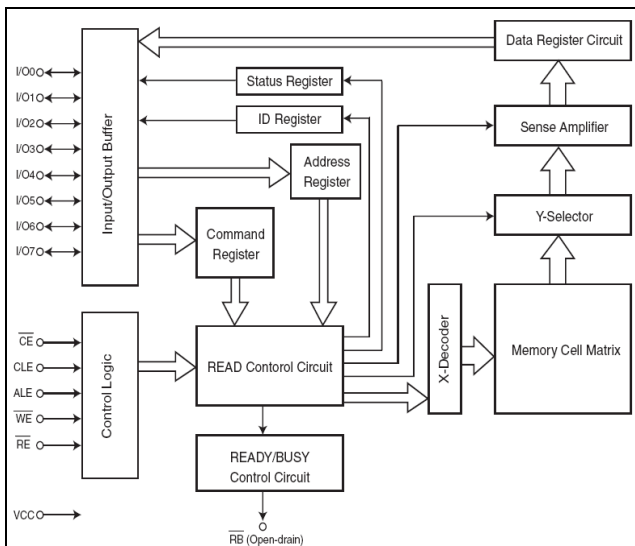 Data Register Circuit
I/O0
Status Register
I/O1
ID Register
I/O2
Sense Amplifier
I/O3
Input/Output Buffer
Address
Register
I/O4
I/O5
Y-Selector
I/O6
Command
Register
I/O7
CE
CLE
ALE
WE
RE
Control Logic
READ Contorol Circuit
X-Decoder
Memory Cell Matrix
READY/BUSY
Control Circuit
VCC
RB (Open-drain)